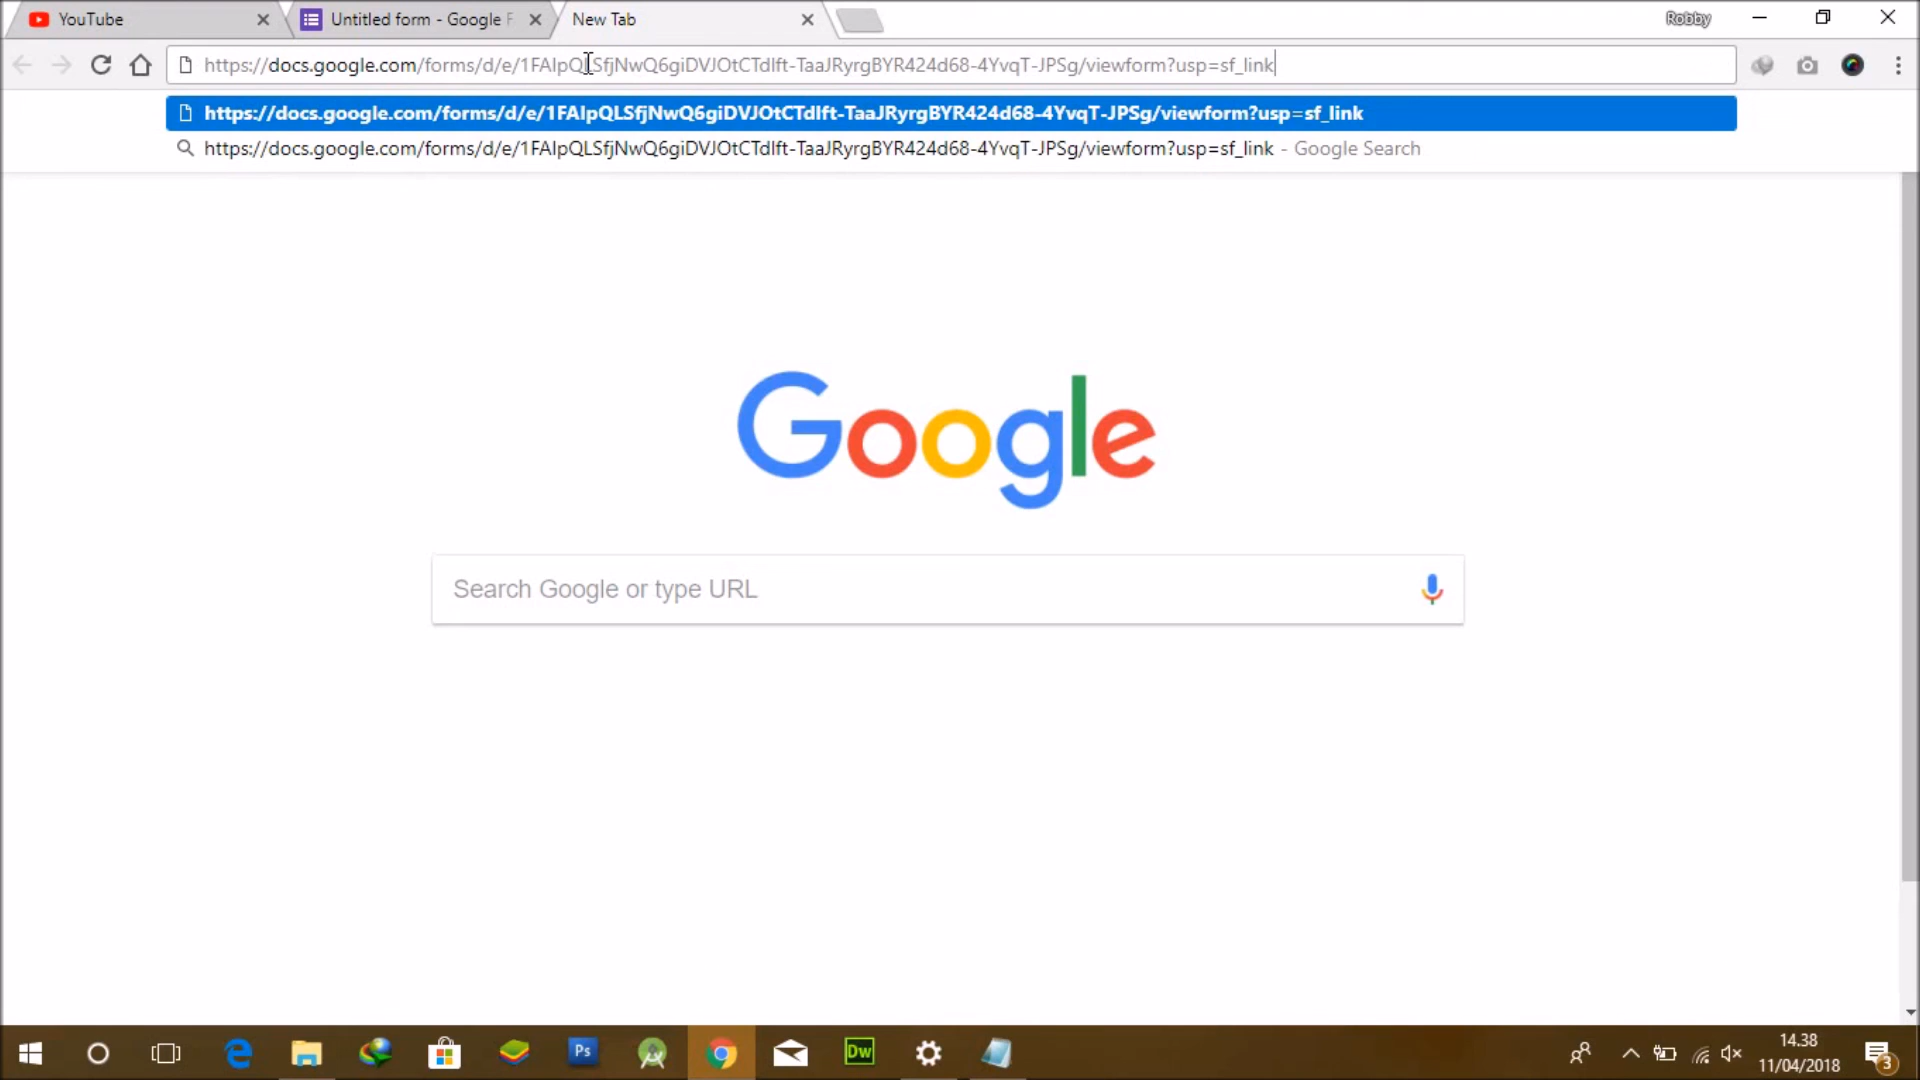 YouTube
Untitled form - Google F
New Tab
Robby
https://docs.google.com/forms/d/e/1FAIpQLSfjNwQ6giDVJOtCTdlft-TaaJRyrgBYR424d68-4YvqT-JPSg/viewform?usp=sf_link
https://docs.google.com/forms/d/e/1FAIpQLSfjNwQ6giDVJOtCTdlft-TaaJRyrgBYR424d68-4YvqT-JPSg/viewform?usp=sf_link
https://docs.google.com/forms/d/e/1FAIpQLSfjNwQ6giDVJOtCTdlft-TaaJRyrgBYR424d68-4YvqT-JPSg/viewform?usp=sf_link - Google Search
Google
Search Google or type URL
Ps
Dw
14.38
11/04/2018
3